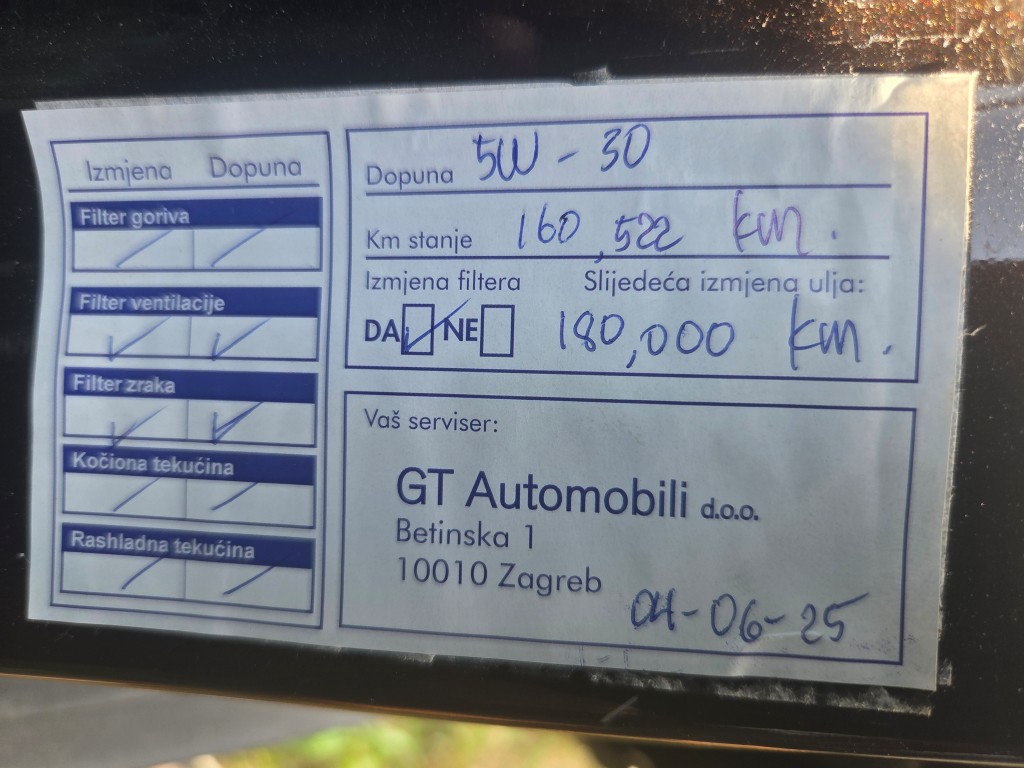 Izmjena Dopuna
Filter goriva
/ /
Filter ventilacije
✓ ✓
Filter zraka
✓ ✓
Kočiona tekućina
/ /
Rashladna tekućina
/ /
Dopuna 5W - 30
Km stanje 160,522 km.
Izmjena filtera Slijedeća izmjena ulja:
DA ✓ NE 180,000 km.
Vaš serviser:
GT Automobili d.o.o.
Betinska 1
10010 Zagreb
04-06-25